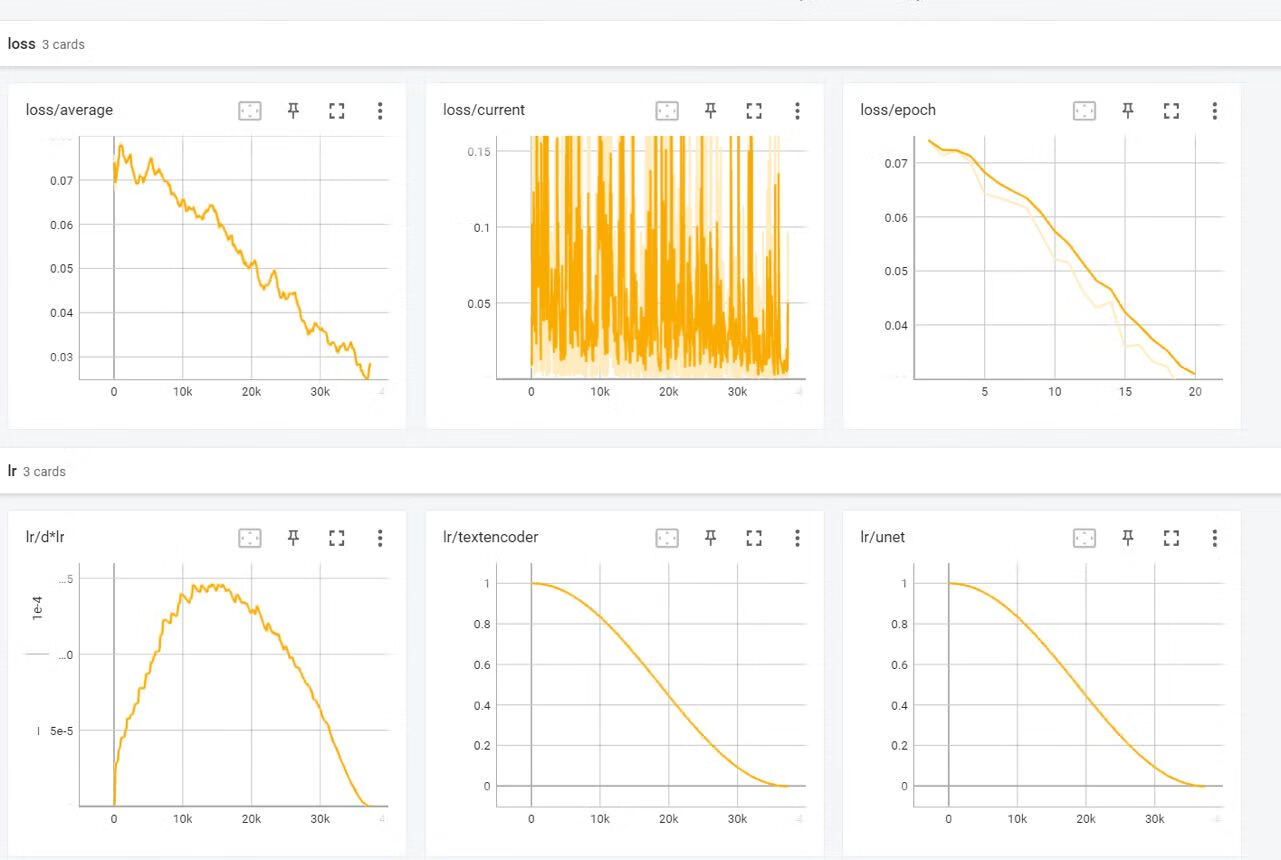 loss 3 cards
loss/average
0.07
0.06
0.05
0.04
0.03
0 10k 20k 30k
loss/current
0.15
0.1
0.05
0 10k 20k 30k
loss/epoch
0.07
0.06
0.05
0.04
5 10 15 20
lr 3 cards
lr/d*lr
...5
1e-4
...0
5e-5
0 10k 20k 30k
lr/textencoder
1
0.8
0.6
0.4
0.2
0
0 10k 20k 30k
lr/unet
1
0.8
0.6
0.4
0.2
0
0 10k 20k 30k